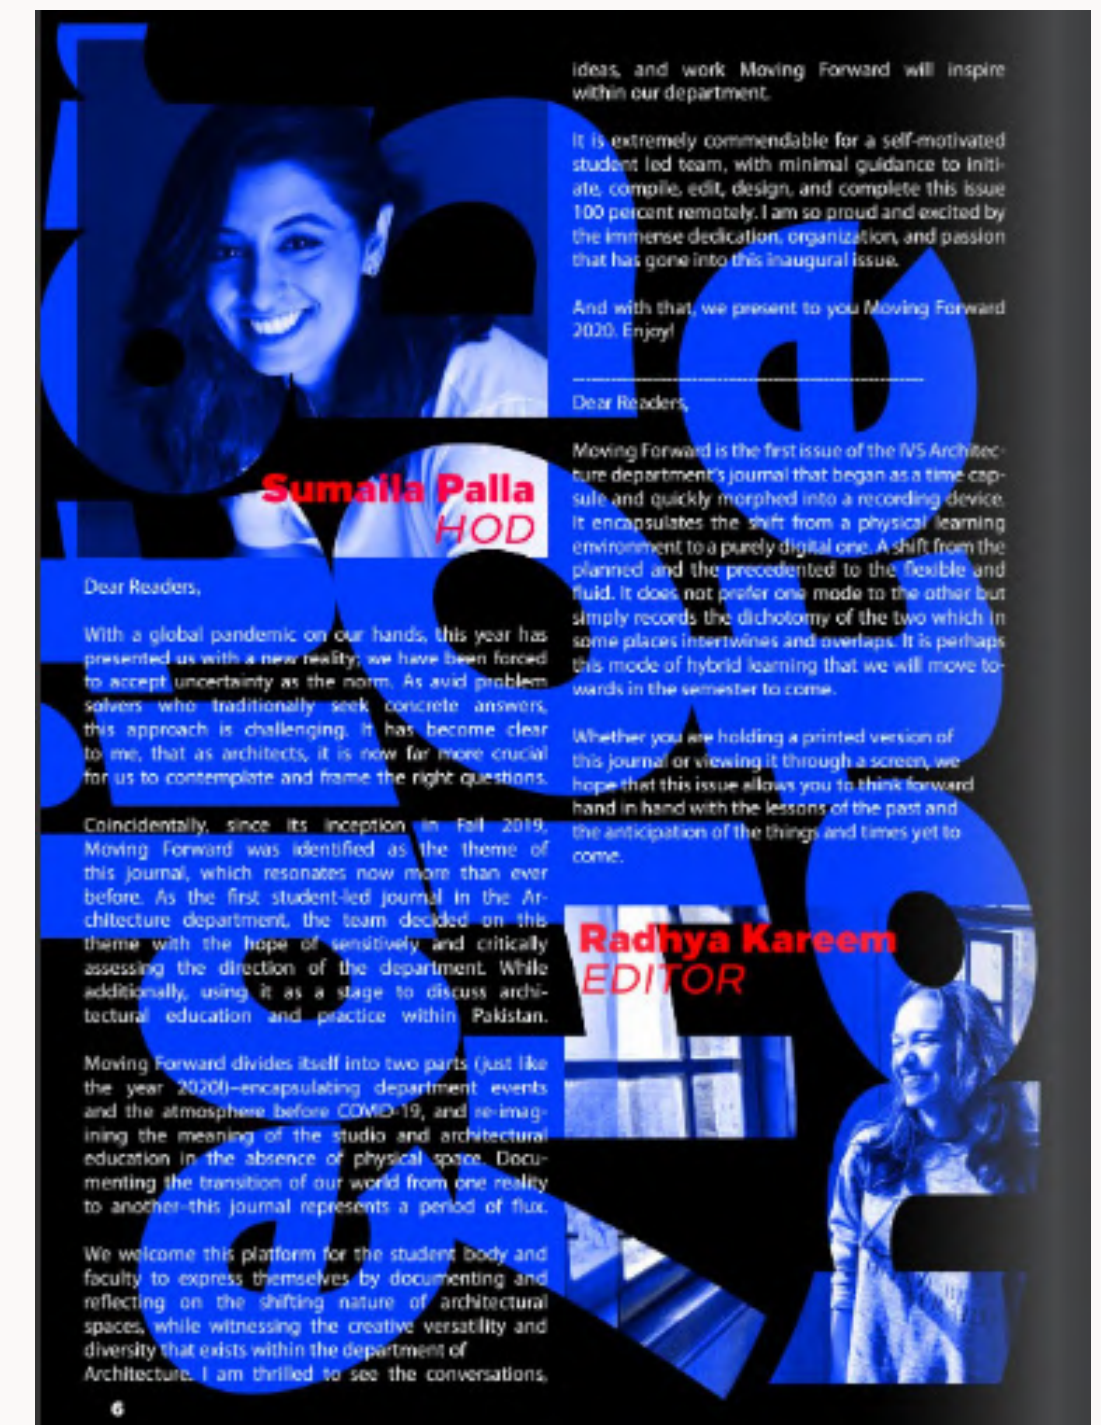 Sumaila Palla
HOD
Dear Readers,
With a global pandemic on our hands, this year has
presented us with a new reality; we have been forced
to accept uncertainty as the norm. As avid problem
solvers who traditionally seek concrete answers,
this approach is challenging. It has become clear
to me, that as architects, it is now far more crucial
for us to contemplate and frame the right questions.
Coincidentally, since its inception in Fall 2019,
Moving Forward was identified as the theme of
this journal, which resonates now more than ever
before. As the first student-led journal in the Ar-
chitecture department, the team decided on this
theme with the hope of sensitively and critically
assessing the direction of the department. While
additionally, using it as a stage to discuss archi-
tectural education and practice within Pakistan.
Moving Forward divides itself into two parts (just like
the year 2020!)–encapsulating department events
and the atmosphere before COVID-19, and re-imag-
ining the meaning of the studio and architectural
education in the absence of physical space. Docu-
menting the transition of our world from one reality
to another–this journal represents a period of flux.
We welcome this platform for the student body and
faculty to express themselves by documenting and
reflecting on the shifting nature of architectural
spaces, while witnessing the creative versatility and
diversity that exists within the department of
Architecture. I am thrilled to see the conversations,
6
ideas, and work Moving Forward will inspire
within our department.
It is extremely commendable for a self-motivated
student led team, with minimal guidance to initi-
ate, compile, edit, design, and complete this issue
100 percent remotely. I am so proud and excited by
the immense dedication, organization, and passion
that has gone into this inaugural issue.
And with that, we present to you Moving Forward
2020. Enjoy!
Dear Readers,
Moving Forward is the first issue of the IVS Architec-
ture department's journal that began as a time cap-
sule and quickly morphed into a recording device.
It encapsulates the shift from a physical learning
environment to a purely digital one. A shift from the
planned and the precedented to the flexible and
fluid. It does not prefer one mode to the other but
simply records the dichotomy of the two which in
some places intertwines and overlaps. It is perhaps
this mode of hybrid learning that we will move to-
wards in the semester to come.
Whether you are holding a printed version of
this journal or viewing it through a screen, we
hope that this issue allows you to think forward
hand in hand with the lessons of the past and
the anticipation of the things and times yet to
come.
Radhya Kareem
EDITOR